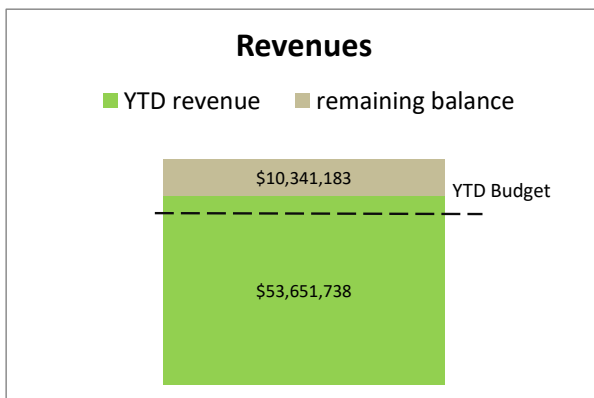 Revenues
YTD revenue remaining balance
$10,341,183
YTD Budget
$53,651,738